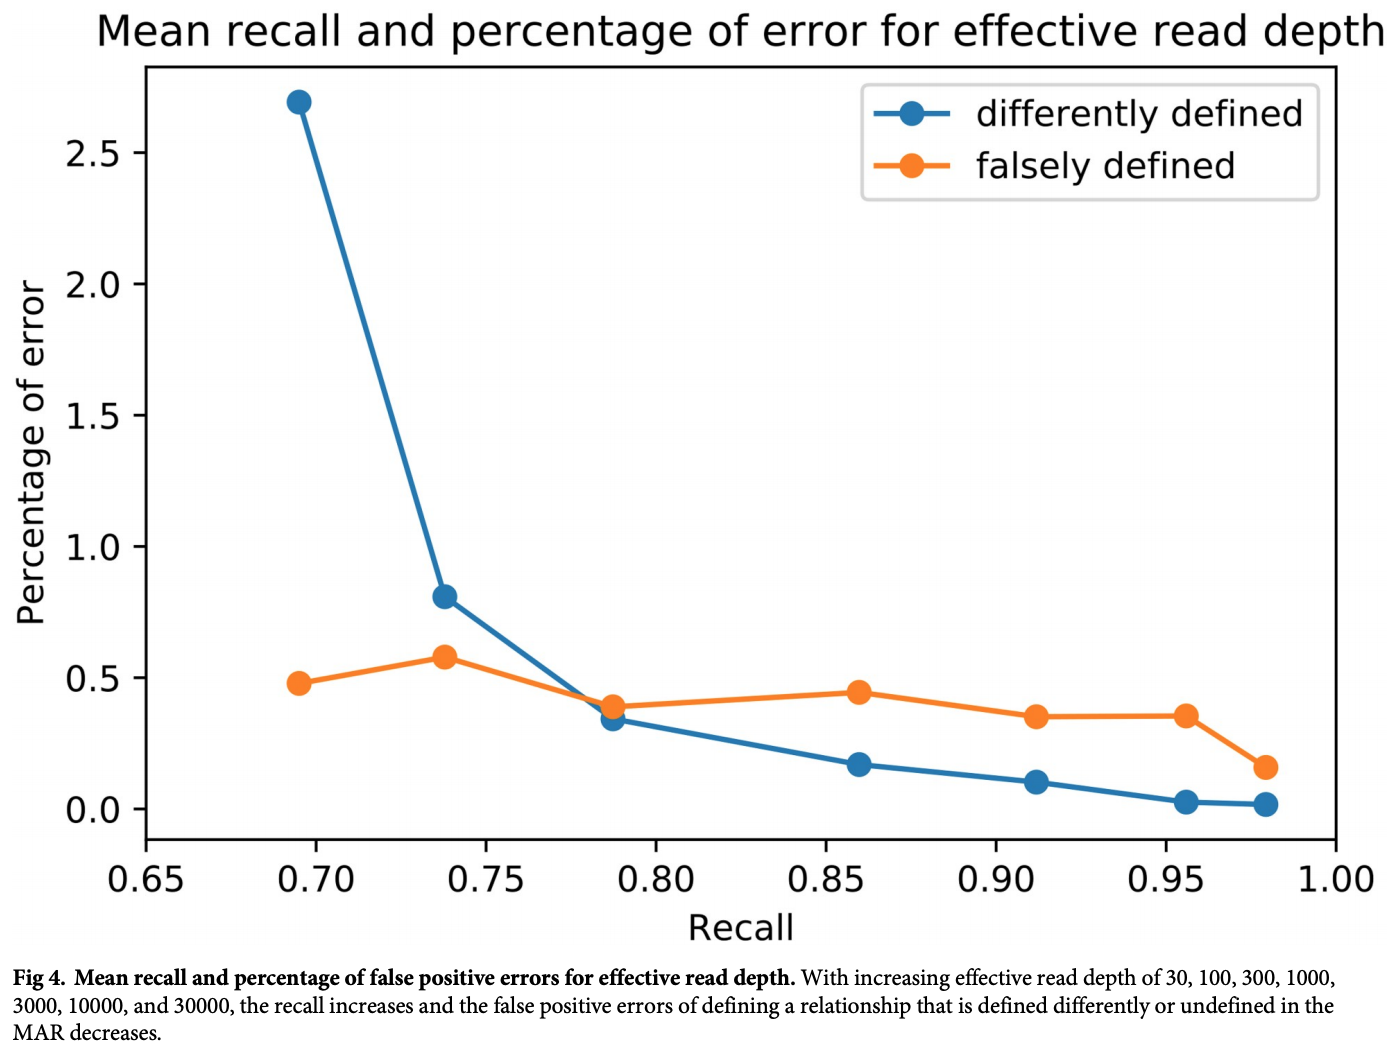 Mean recall and percentage of error for effective read depth
differently defined
falsely defined
Percentage of error
2.5
2.0
1.5
1.0
0.5
0.0
0.65 0.70 0.75 0.80 0.85 0.90 0.95 1.00
Recall
Fig 4. Mean recall and percentage of false positive errors for effective read depth. With increasing effective read depth of 30, 100, 300, 1000,
3000, 10000, and 30000, the recall increases and the false positive errors of defining a relationship that is defined differently or undefined in the
MAR decreases.